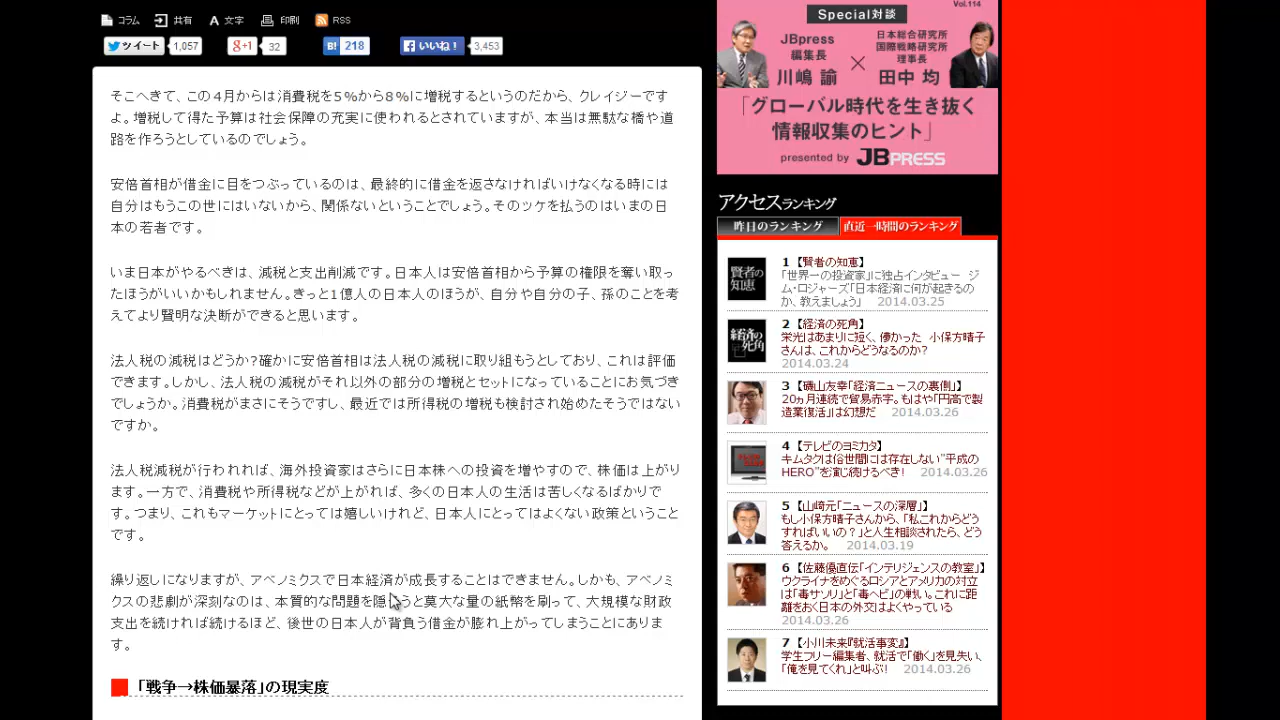 コラム 共有 A 文字 印刷 RSS
ツイート 1,057 g+1 32 B! 218 いいね! 3,453
そこへきて、この４月からは消費税を５％から８％に増税するというのだから、クレイジーです
よ。増税して得た予算は社会保障の充実に使われるとされていますが、本当は無駄な橋や道
路を作ろうとしているのでしょう。
安倍首相が借金に目をつぶっているのは、最終的に借金を返さなければいけなくなる時には
自分はもうこの世にはいないから、関係ないということでしょう。そのツケを払うのはいまの日
本の若者です。
いま日本がやるべきは、減税と支出削減です。日本人は安倍首相から予算の権限を奪い取っ
たほうがいいかもしれません。きっと１億人の日本人のほうが、自分や自分の子、孫のことを考
えてより賢明な決断ができると思います。
法人税の減税はどうか？確かに安倍首相は法人税の減税に取り組もうとしており、これは評価
できます。しかし、法人税の減税がそれ以外の部分の増税とセットになっていることにお気づき
でしょうか。消費税がまさにそうですし、最近では所得税の増税も検討され始めたそうではない
ですか。
法人税減税が行われれば、海外投資家はさらに日本株への投資を増やすので、株価は上がり
ます。一方で、消費税や所得税などが上がれば、多くの日本人の生活は苦しくなるばかりで
す。つまり、これはマーケットにとっては嬉しいけれど、日本人にとってはよくない政策ということ
です。
繰り返しになりますが、アベノミクスで日本経済が成長することはできません。しかも、アベノミ
クスの悲劇が深刻なのは、本質的な問題を隠そうと莫大な量の紙幣を刷って、大規模な財政
支出を続ければ続けるほど、後世の日本人が背負う借金が膨れ上がってしまうことにありま
す。
「戦争→株価暴落」の現実度
Vol.114
Special対談
JBpress
編集長
川嶋 諭
×
日本総合研究所
国際戦略研究所
理事長
田中 均
「グローバル時代を生き抜く
情報収集のヒント」
presented by JBPRESS
アクセスランキング
昨日のランキング 直近一時間のランキング
賢者の知恵
1 【賢者の知恵】
「世界一の投資家」に独占インタビュー ジ
ム・ロジャーズ「日本経済に何が起きるの
か、教えましょう」 2014.03.25
経済の死角
2 【経済の死角】
栄光はあまりに短く、儚かった 小保方晴子
さんは、これからどうなるのか?
2014.03.24
3 【磯山友幸「経済ニュースの裏側」】
20ヵ月連続で貿易赤字。もはや「円高で製
造業復活」は幻想だ 2014.03.26
4 【テレビのヨミカタ】
キムタクは俗世間には存在しない"平成の
HERO"を演じ続けるべき! 2014.03.26
5 【山崎元「ニュースの深層」】
もし小保方晴子さんから、「私これからどう
すればいいの？」と人生相談されたら、どう
答えるか。 2014.03.19
6 【佐藤優直伝「インテリジェンスの教室」】
ウクライナをめぐるロシアとアメリカの対立
は「毒サソリ」と「毒ヘビ」の戦い。これに距
離をおく日本の外交はよくやっている
2014.03.26
7 【小川未来『就活事変』】
学生フリー編集者、就活で「働く」を見失い、
「俺を見てくれ」と叫ぶ! 2014.03.26